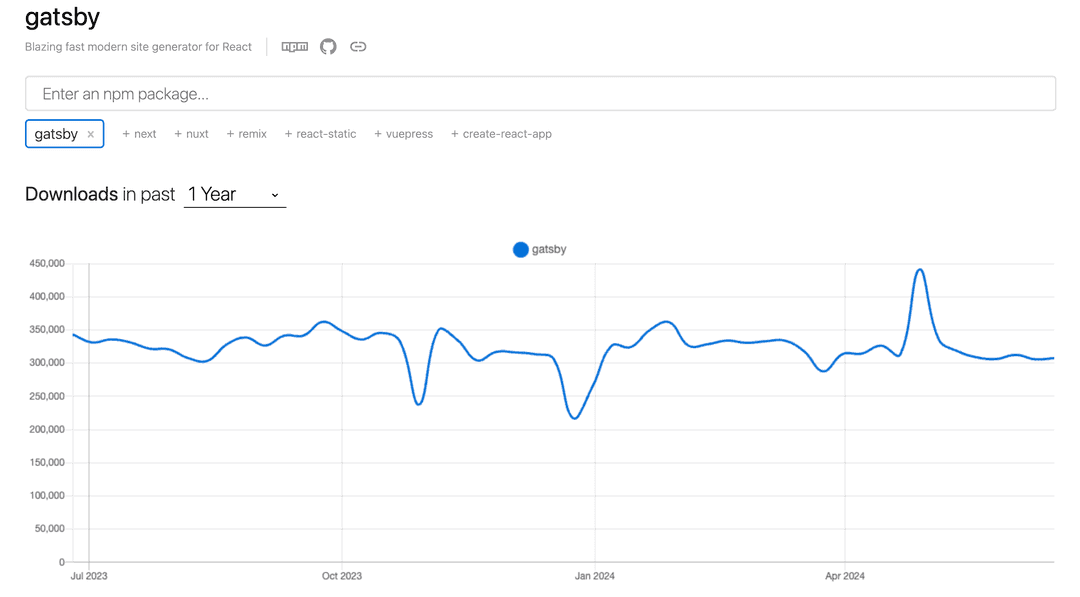 gatsby
Blazing fast modern site generator for React npm
Enter an npm package...
gatsby × + next + nuxt + remix + react-static + vuepress + create-react-app
Downloads in past 1 Year
gatsby
450,000
400,000
350,000
300,000
250,000
200,000
150,000
100,000
50,000
0
Jul 2023 Oct 2023 Jan 2024 Apr 2024